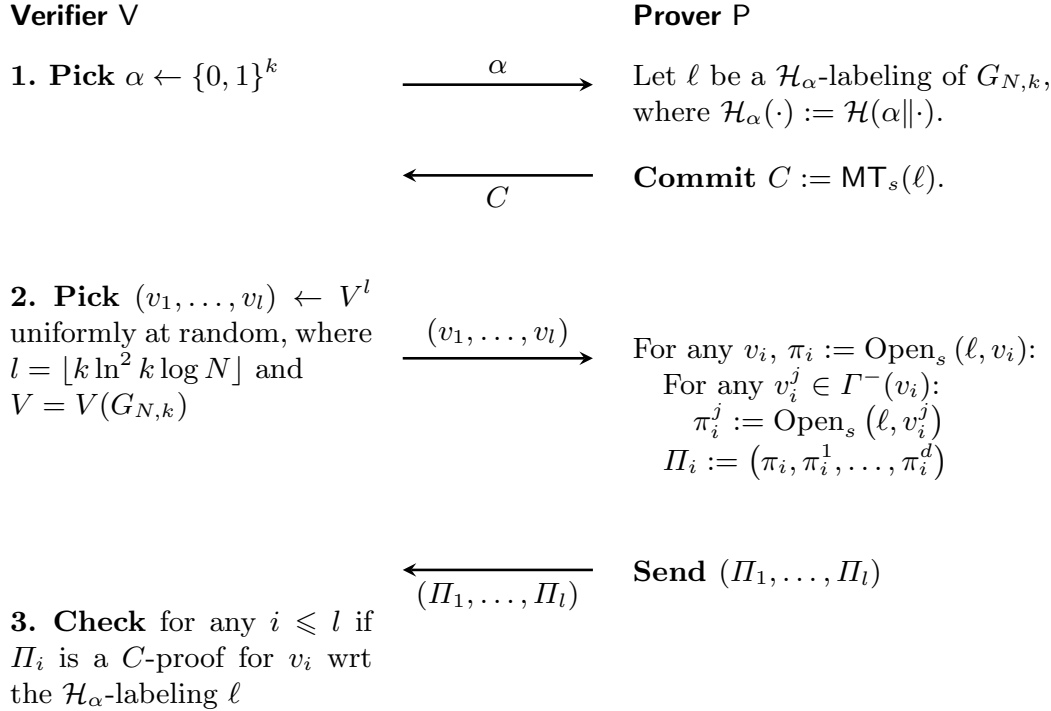 Verifier V
Prover P
1. Pick α ← {0, 1}^k
α
Let ℓ be a ℋ_α-labeling of G_{N,k},
where ℋ_α(·) := ℋ(α‖·).
C
Commit C := MT_s(ℓ).
2. Pick (v_1, . . . , v_l) ← V^l
uniformly at random, where
l = ⌊k ln² k log N⌋ and
V = V(G_{N,k})
(v_1, . . . , v_l)
For any v_i, π_i := Open_s (ℓ, v_i):
For any v_i^j ∈ Γ^−(v_i):
π_i^j := Open_s (ℓ, v_i^j)
Π_i := (π_i, π_i^1, . . . , π_i^d)
(Π_1, . . . , Π_l)
Send (Π_1, . . . , Π_l)
3. Check for any i ⩽ l if
Π_i is a C-proof for v_i wrt
the ℋ_α-labeling ℓ